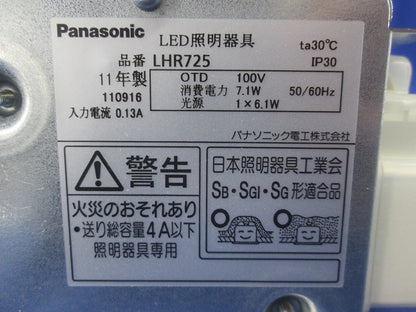 Panasonic LED照明器具 ta30℃
品番 LHR725 IP30
11年製 OTD 100V
110916 消費電力 7.1W 50/60Hz
入力電流 0.13A 光源 1×6.1W
パナソニック電工株式会社
警告
火災のおそれあり
・送り総容量4A以下
照明器具専用
日本照明器具工業会
SB・SGI・SG形適合品